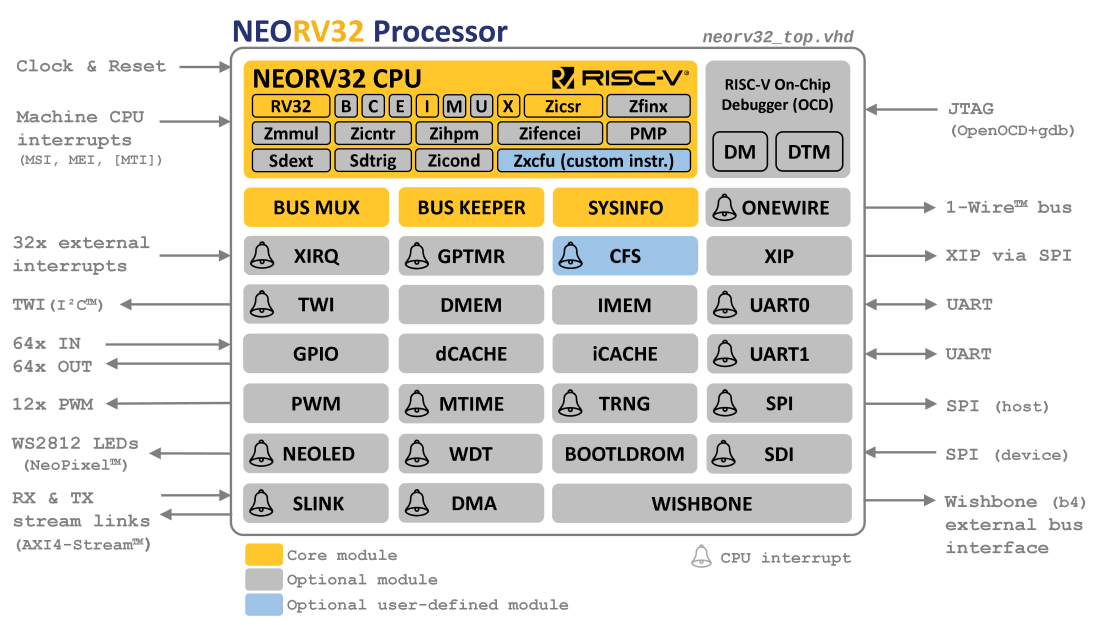 NEORV32 Processor
neorv32_top.vhd
Clock & Reset
Machine CPU
interrupts
(MSI, MEI, [MTI])
32x external
interrupts
TWI(I²C™)
64x IN
64x OUT
12x PWM
WS2812 LEDs
(NeoPixel™)
RX & TX
stream links
(AXI4-Stream™)
NEORV32 CPU
RISC-V®
RV32 B C E I M U X Zicsr Zfinx
Zmmul Zicntr Zihpm Zifencei PMP
Sdext Sdtrig Zicond Zxcfu (custom instr.)
RISC-V On-Chip
Debugger (OCD)
DM DTM
BUS MUX BUS KEEPER SYSINFO ONEWIRE
XIRQ GPTMR CFS XIP
TWI DMEM IMEM UART0
GPIO dCACHE iCACHE UART1
PWM MTIME TRNG SPI
NEOLED WDT BOOTLDROM SDI
SLINK DMA WISHBONE
JTAG
(OpenOCD+gdb)
1-Wire™ bus
XIP via SPI
UART
UART
SPI (host)
SPI (device)
Wishbone (b4)
external bus
interface
Core module
Optional module
Optional user-defined module
CPU interrupt